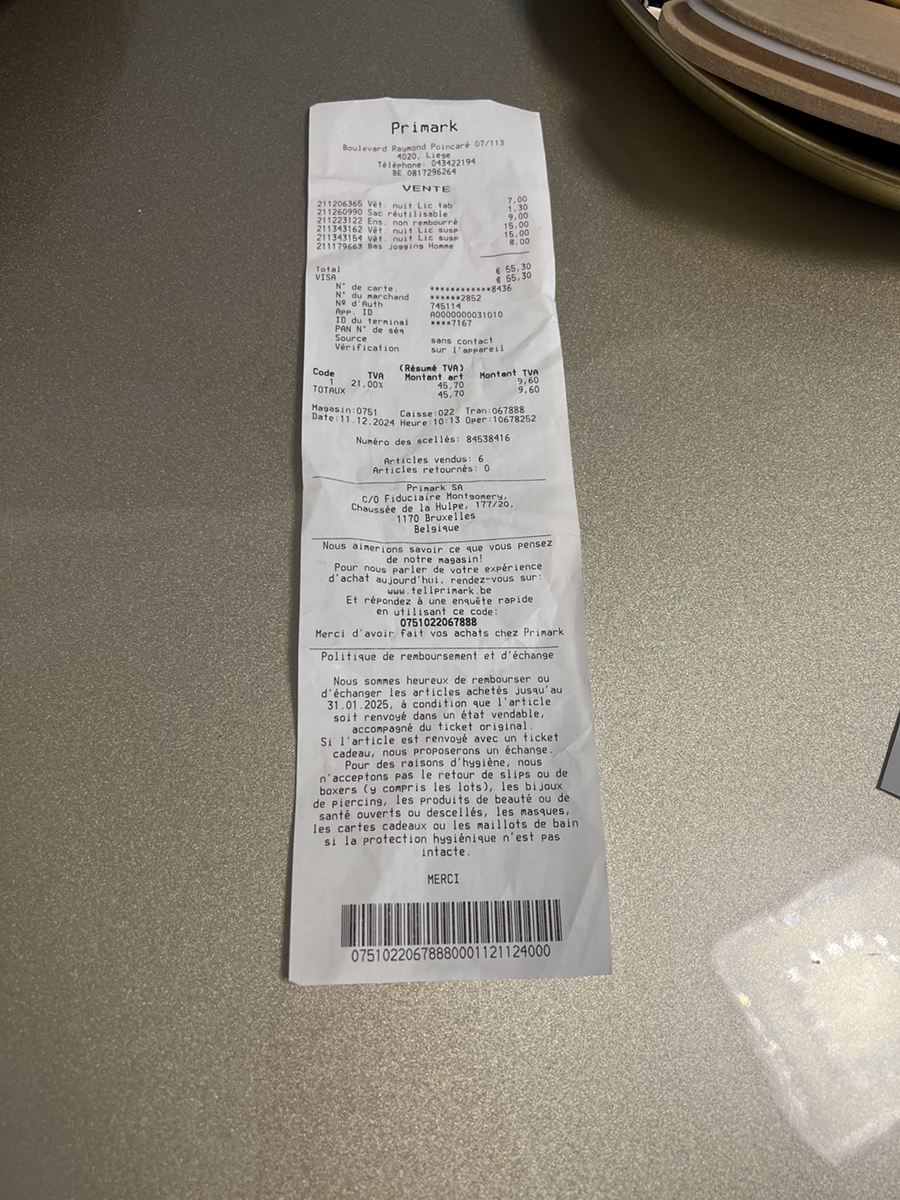 Primark
Boulevard Raymond Poincaré 07/113
4020, Liege
Téléphone: 043422194
BE 0817296264
VENTE
211206365 Vêt. nuit Lic tab 7,00
211260990 Sac réutilisable 1,30
211223122 Ens. non rembourré 9,00
211343162 Vêt. nuit Lic susp 15,00
211343154 Vêt. nuit Lic susp 15,00
211179663 Bas jogging Homme 8,00
Total € 55,30
VISA € 55,30
N° de carte. ************8436
N° du marchand ******2852
Nº d'Auth 745114
App. ID A0000000031010
ID du terminal ****7167
PAN N° de séq
Source sans contact
Vérification sur l'appareil
(Résumé TVA)
Code TVA Montant art Montant TVA
1 21,00% 45,70 9,60
TOTAUX 45,70 9,60
Magasin:0751 Caisse:022 Tran:067888
Date:11.12.2024 Heure:10:13 Oper:10678252
Numéro des scellés: 84538416
Articles vendus: 6
Articles retournés: 0
Primark SA
C/O Fiduciaire Montgomery,
Chaussée de la Hulpe, 177/20,
1170 Bruxelles
Belgique
Nous aimerions savoir ce que vous pensez
de notre magasin!
Pour nous parler de votre expérience
d'achat aujourd'hui, rendez-vous sur:
www.tellprimark.be
Et répondez à une enquête rapide
en utilisant ce code:
0751022067888
Merci d'avoir fait vos achats chez Primark
Politique de remboursement et d'échange
Nous sommes heureux de rembourser ou
d'échanger les articles achetés jusqu'au
31.01.2025, à condition que l'article
soit renvoyé dans un état vendable,
accompagné du ticket original.
Si l'article est renvoyé avec un ticket
cadeau, nous proposerons un échange.
Pour des raisons d'hygiène, nous
n'acceptons pas le retour de slips ou de
boxers (y compris les lots), les bijoux
de piercing, les produits de beauté ou de
santé ouverts ou descellés, les masques,
les cartes cadeaux ou les maillots de bain
si la protection hygiénique n'est pas
intacte.
MERCI
07510220678880001121124000